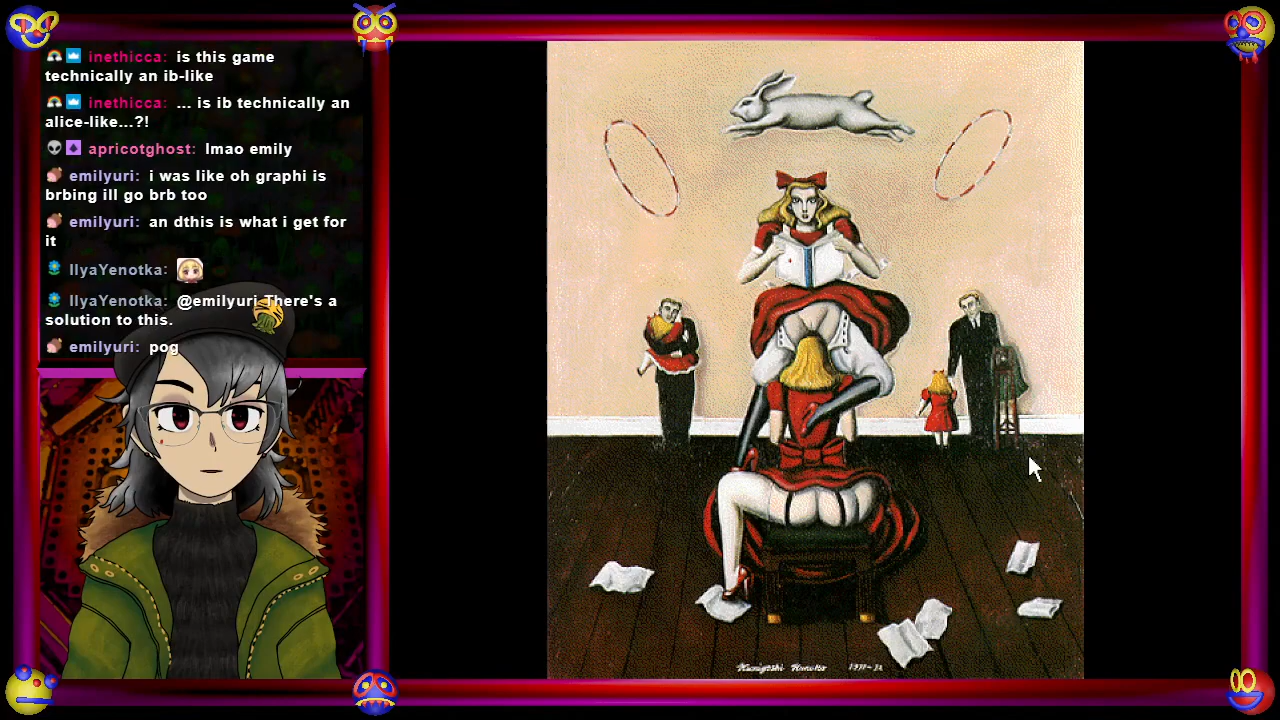 inethicca: is this game
technically an ib-like
inethicca: ... is ib technically an
alice-like...?!
apricotghost: lmao emily
emilyuri: i was like oh graphi is
brbing ill go brb too
emilyuri: an dthis is what i get for
it
IlyaYenotka:
IlyaYenotka: @emilyuri There's a
solution to this.
emilyuri: pog